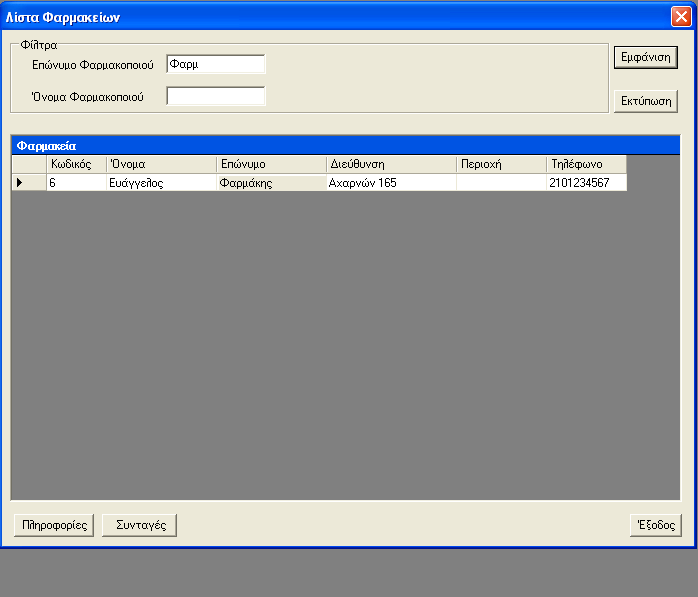 Λίστα Φαρμακείων
Φίλτρα
Επώνυμο Φαρμακοποιού Φαρμ
Εμφάνιση
Όνομα Φαρμακοποιού
Εκτύπωση
Φαρμακεία
Κωδικός Όνομα Επώνυμο Διεύθυνση Περιοχή Τηλέφωνο
6 Ευάγγελος Φαρμάκης Αχαρνών 165 2101234567
Πληροφορίες Συνταγές Έξοδος